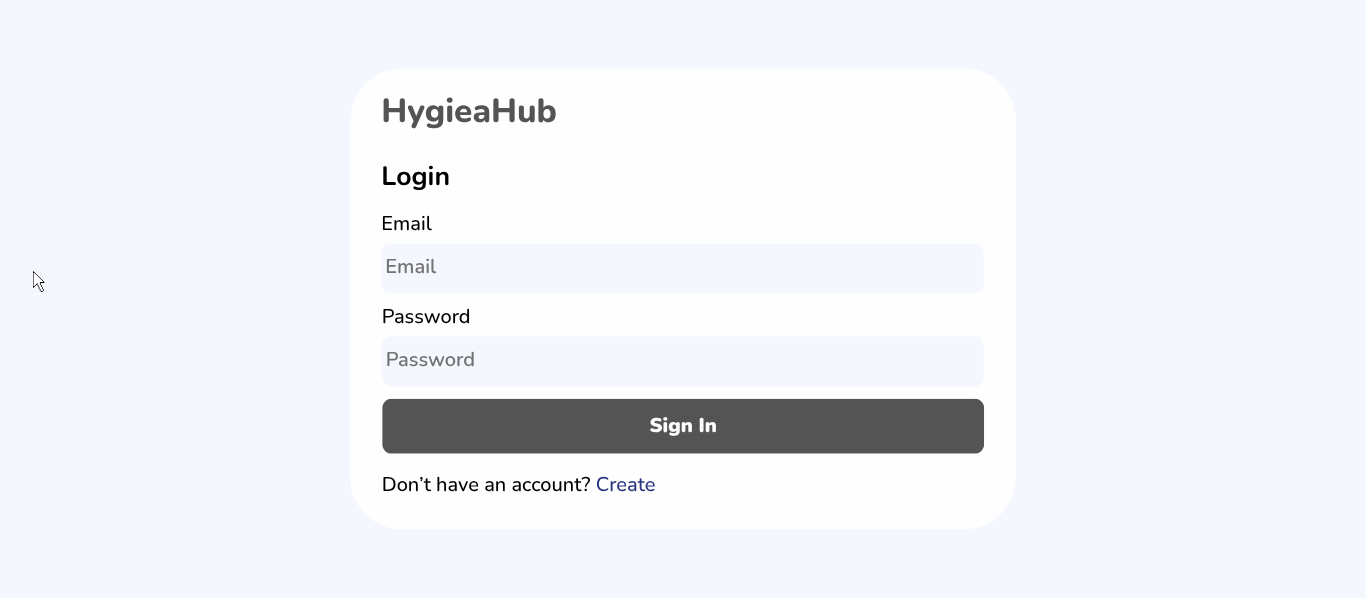 HygieaHub
Login
Email
Email
Password
Password
Sign In
Don’t have an account? Create